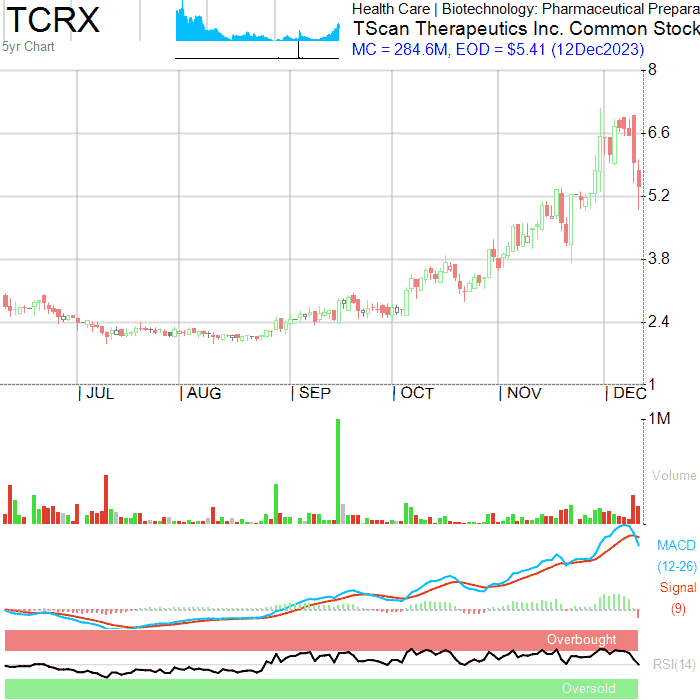 TCRX
5yr Chart
Health Care | Biotechnology: Pharmaceutical Prepara
TScan Therapeutics Inc. Common Stock
MC = 284.6M, EOD = $5.41 (12Dec2023)
8
6.6
5.2
3.8
2.4
1
| JUL | AUG | SEP | OCT | NOV | DEC
1M
Volume
MACD
(12-26)
Signal
(9)
Overbought
RSI(14)
Oversold